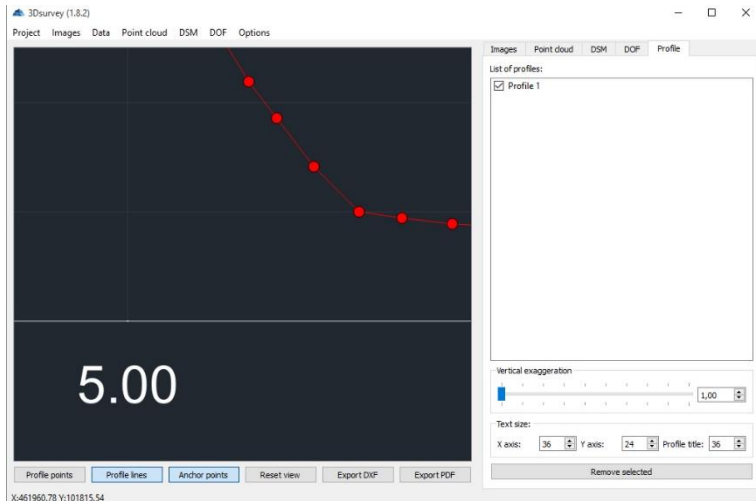 3Dsurvey (1.8.2)
Project Images Data Point cloud DSM DOF Options
Images Point cloud DSM DOF Profile
List of profiles:
Profile 1
5.00
Vertical exaggeration
1,00
Text size:
X axis: 36 Y axis: 24 Profile title: 36
Remove selected
Profile points Profile lines Anchor points Reset view Export DXF Export PDF
X:461960.78 Y:101815.54